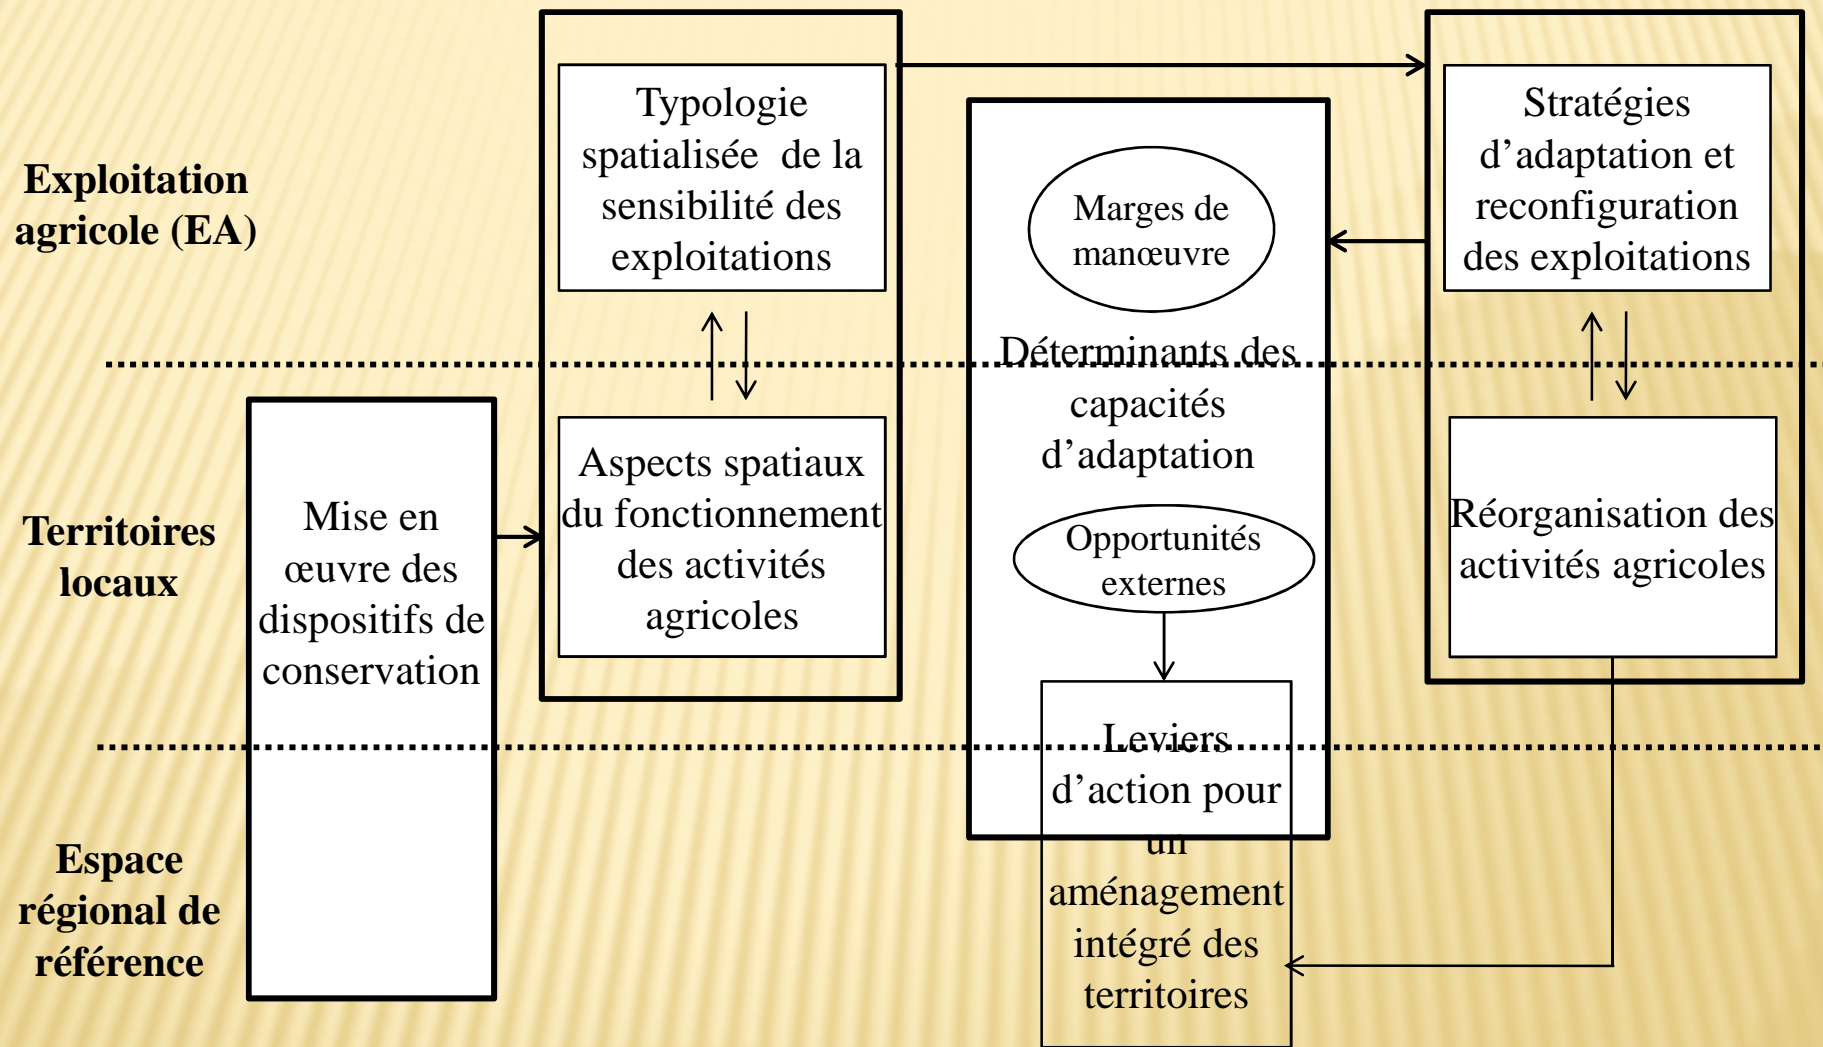 Exploitation
agricole (EA)
Territoires
locaux
Espace
régional de
référence
Mise en
œuvre des
dispositifs de
conservation
Typologie
spatialisée de la
sensibilité des
exploitations
Aspects spatiaux
du fonctionnement
des activités
agricoles
Marges de
manœuvre
Déterminants des
capacités
d’adaptation
Opportunités
externes
Leviers
d’action pour
un
aménagement
intégré des
territoires
Stratégies
d’adaptation et
reconfiguration
des exploitations
Réorganisation des
activités agricoles